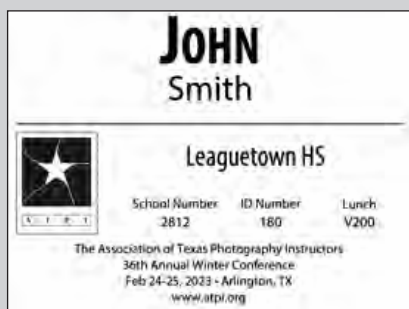 JOHN
Smith
Leaguetown HS
School Number ID Number Lunch
2812 180 V200
A T P I
The Association of Texas Photography Instructors
36th Annual Winter Conference
Feb 24-25, 2023 - Arlington, TX
www.atpi.org